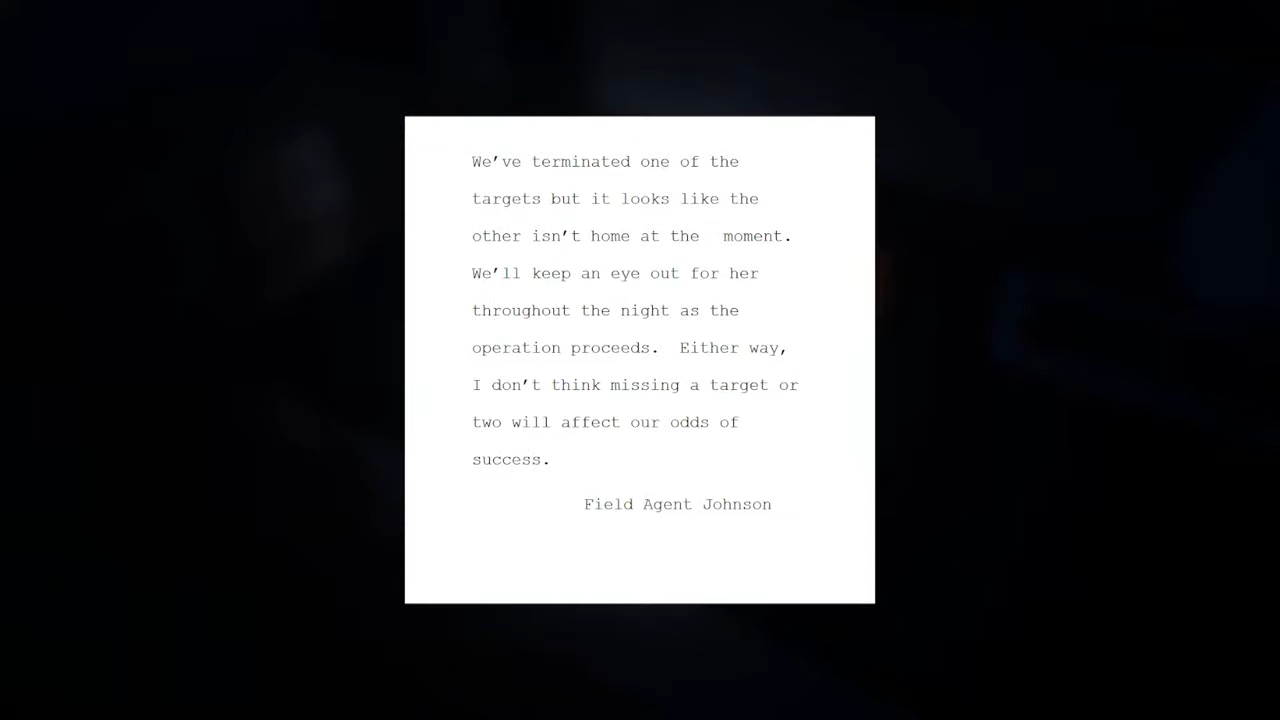 We've terminated one of the
targets but it looks like the
other isn't home at the  moment.
We'll keep an eye out for her
throughout the night as the
operation proceeds.  Either way,
I don't think missing a target or
two will affect our odds of
success.
Field Agent Johnson